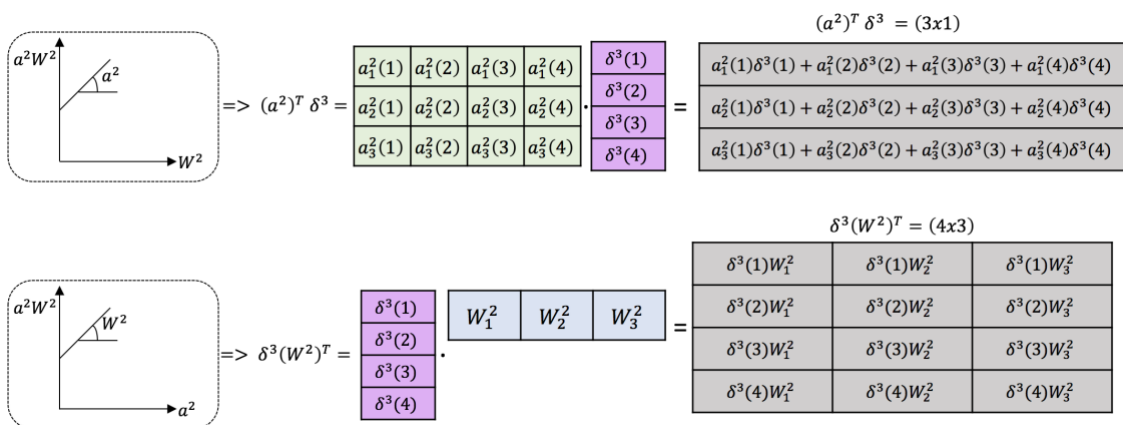 (a²)ᵀ δ³ = (3x1)
a²W²
a²
W²
=> (a²)ᵀ δ³ =
a₁²(1) a₁²(2) a₁²(3) a₁²(4)
a₂²(1) a₂²(2) a₂²(3) a₂²(4)
a₃²(1) a₃²(2) a₃²(3) a₃²(4)
.
δ³(1)
δ³(2)
δ³(3)
δ³(4)
=
a₁²(1)δ³(1) + a₁²(2)δ³(2) + a₁²(3)δ³(3) + a₁²(4)δ³(4)
a₂²(1)δ³(1) + a₂²(2)δ³(2) + a₂²(3)δ³(3) + a₂²(4)δ³(4)
a₃²(1)δ³(1) + a₃²(2)δ³(2) + a₃²(3)δ³(3) + a₃²(4)δ³(4)
δ³(W²)ᵀ = (4x3)
a²W²
W²
a²
=> δ³(W²)ᵀ =
δ³(1)
δ³(2)
δ³(3)
δ³(4)
.
W₁² W₂² W₃²
=
δ³(1)W₁² δ³(1)W₂² δ³(1)W₃²
δ³(2)W₁² δ³(2)W₂² δ³(2)W₃²
δ³(3)W₁² δ³(3)W₂² δ³(3)W₃²
δ³(4)W₁² δ³(4)W₂² δ³(4)W₃²